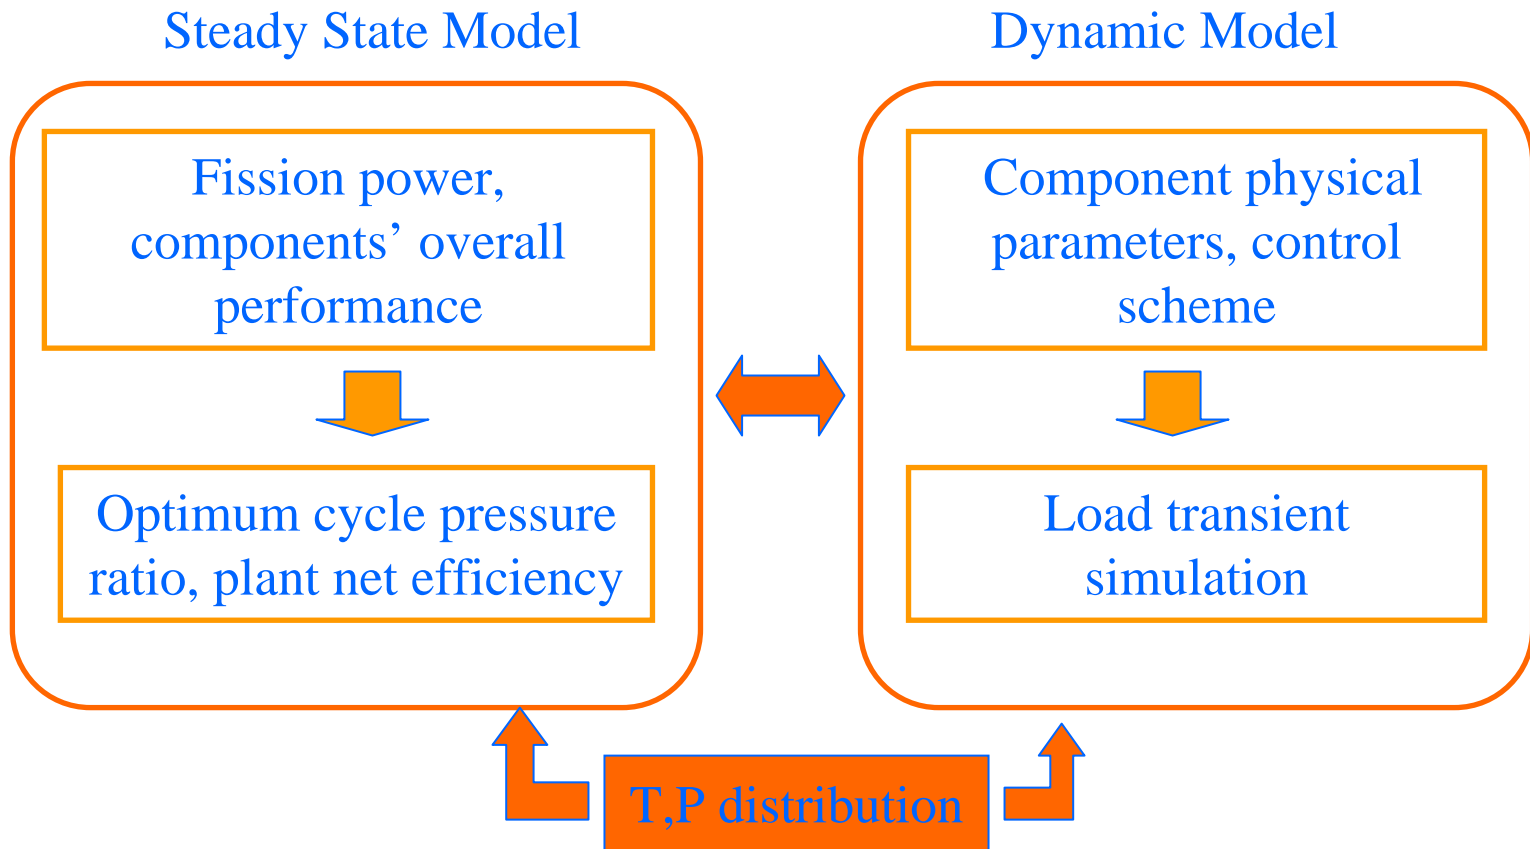 Steady State Model
Dynamic Model
Fission power,
components’ overall
performance
Component physical
parameters, control
scheme
Optimum cycle pressure
ratio, plant net efficiency
Load transient
simulation
T,P distribution